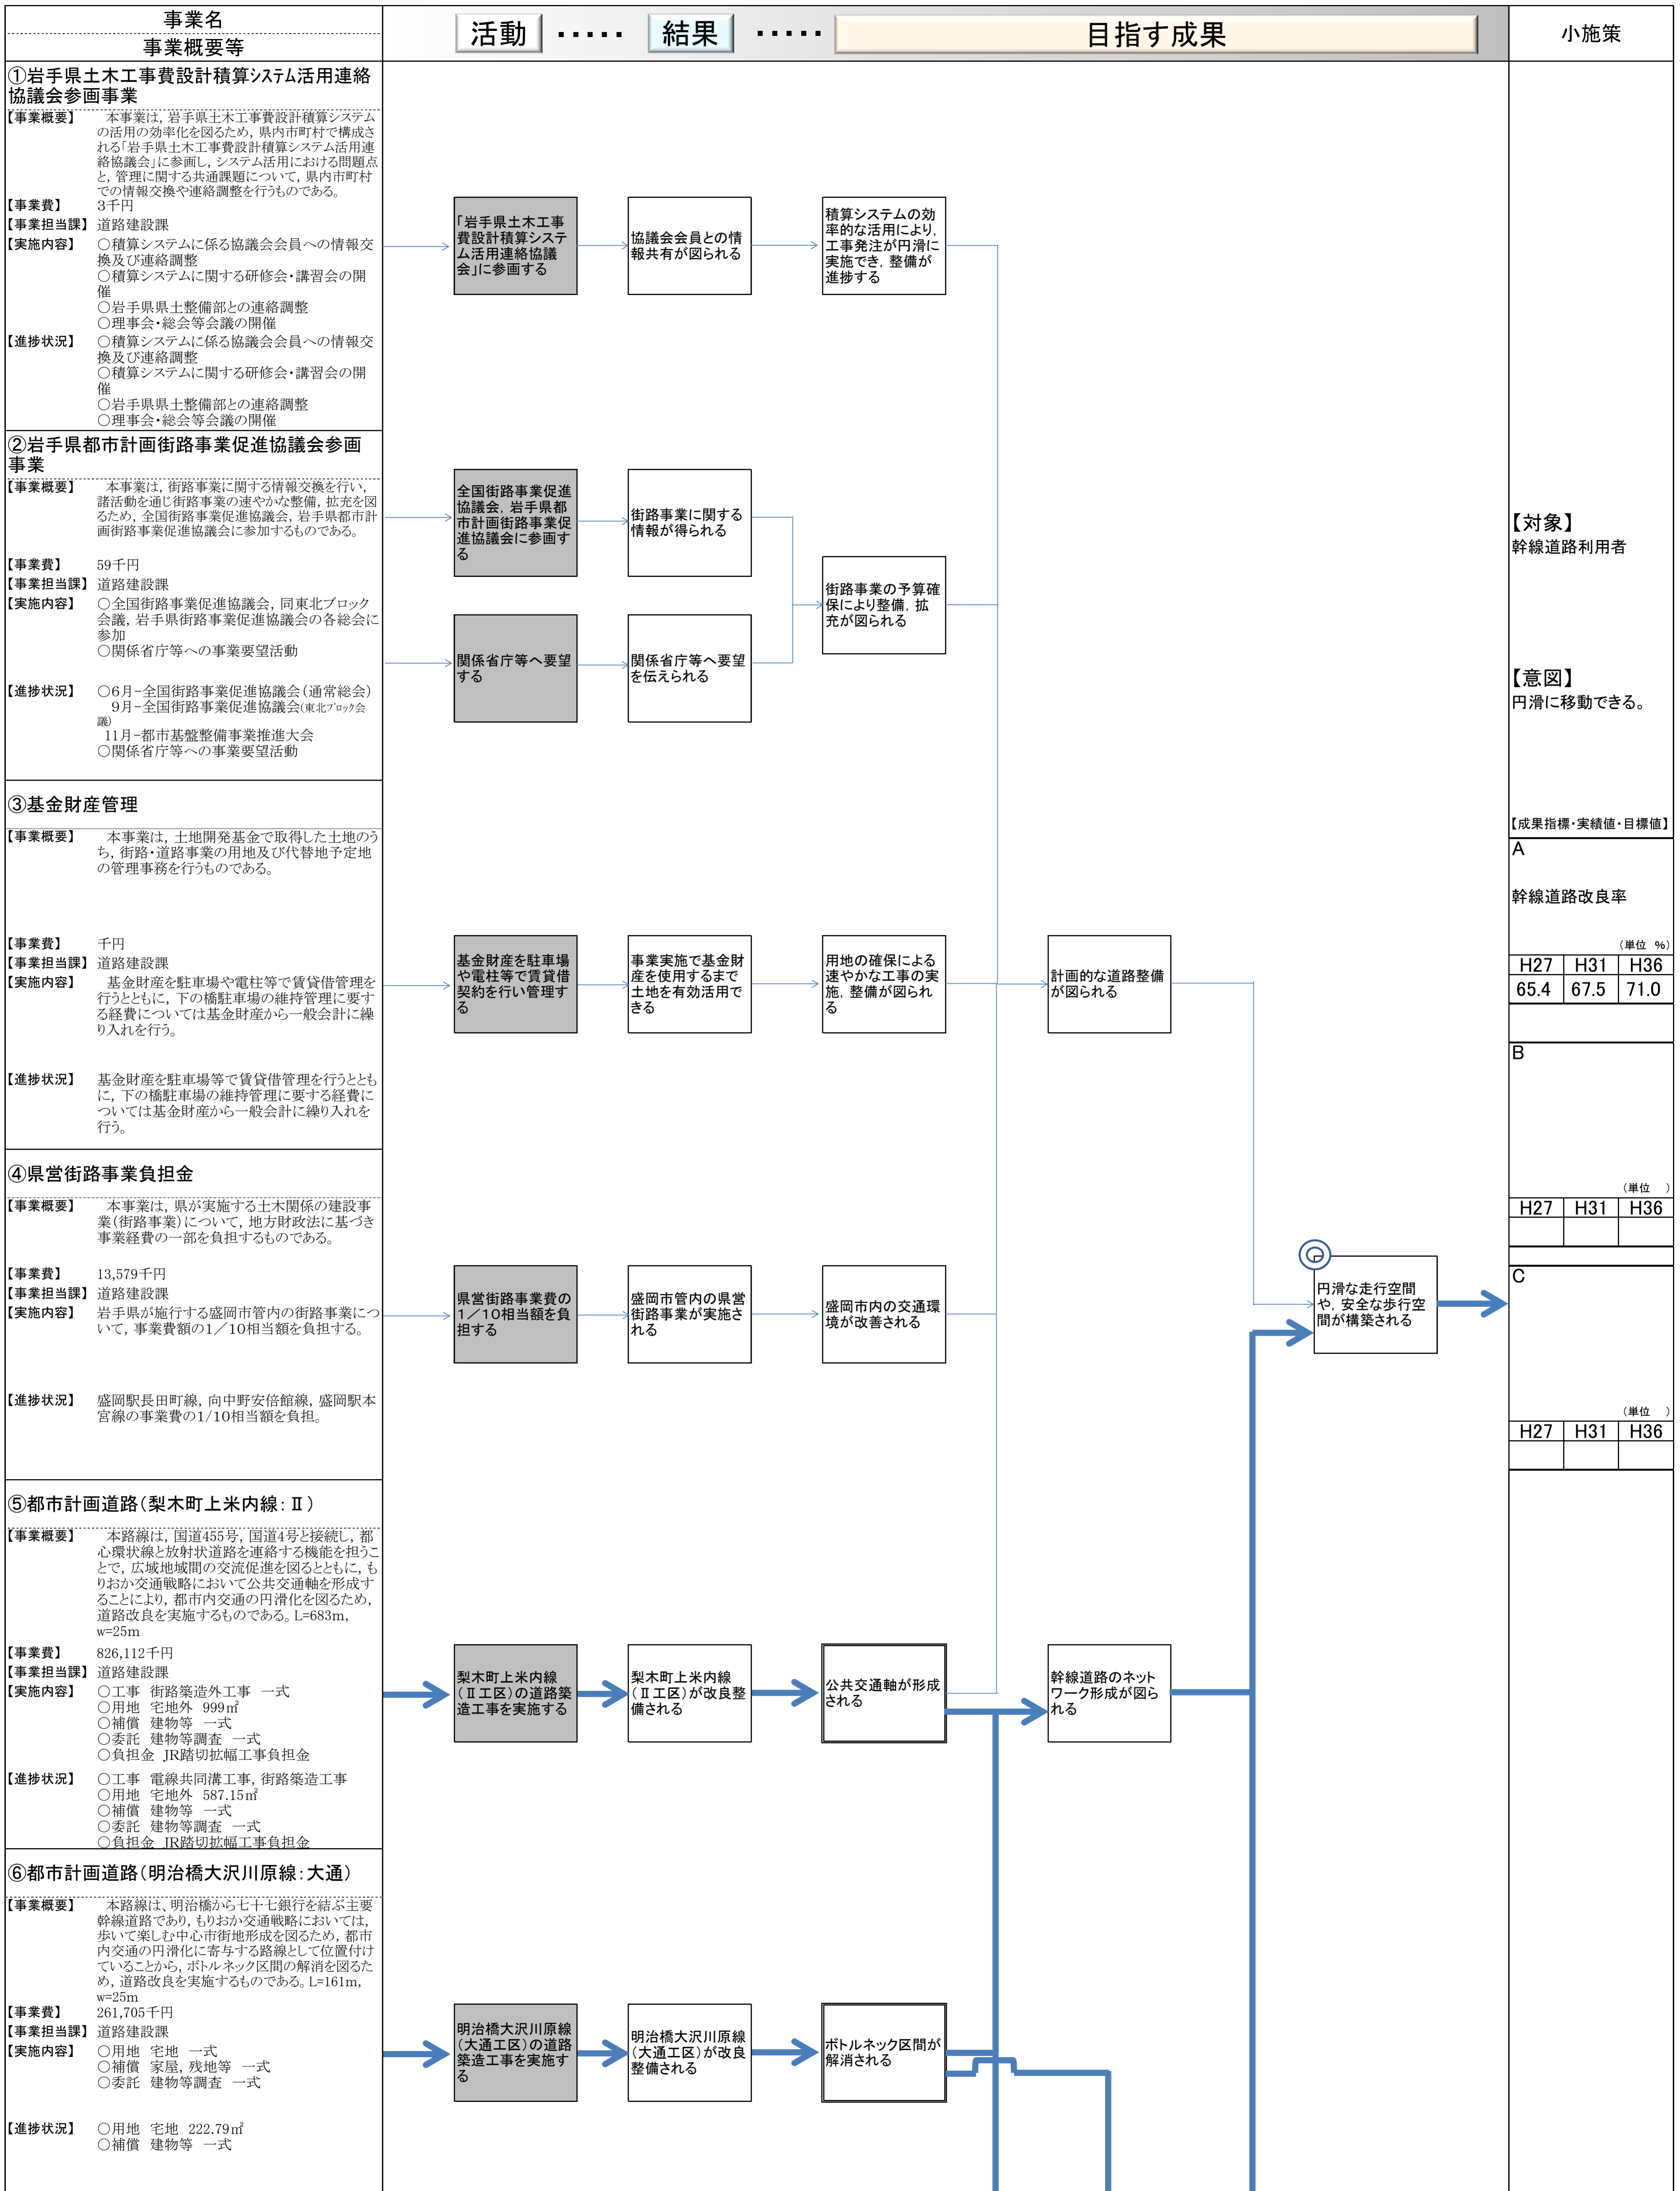 事業名
事業概要等
活動 ・・・・・ 結果 ・・・・・ 目指す成果
小施策
①岩手県土木工事費設計積算システム活用連絡
協議会参画事業
【事業概要】 本事業は，岩手県土木工事費設計積算システム
の活用の効率化を図るため，県内市町村で構成さ
れる「岩手県土木工事費設計積算システム活用連
絡協議会」に参画し，システム活用における問題点
と，管理に関する共通課題について，県内市町村
での情報交換や連絡調整を行うものである。
【事業費】 3千円
【事業担当課】 道路建設課
【実施内容】 ○積算システムに係る協議会会員への情報交
換及び連絡調整
○積算システムに関する研修会・講習会の開
催
○岩手県県土整備部との連絡調整
○理事会・総会等会議の開催
【進捗状況】 ○積算システムに係る協議会会員への情報交
換及び連絡調整
○積算システムに関する研修会・講習会の開
催
○岩手県県土整備部との連絡調整
○理事会・総会等会議の開催
「岩手県土木工事
費設計積算システ
ム活用連絡協議
会」に参画する
協議会会員との情
報共有が図られる
積算システムの効
率的な活用により，
工事発注が円滑に
実施でき，整備が
進捗する
②岩手県都市計画街路事業促進協議会参画
事業
【事業概要】 本事業は，街路事業に関する情報交換を行い，
諸活動を通じ街路事業の速やかな整備，拡充を図
るため，全国街路事業促進協議会，岩手県都市計
画街路事業促進協議会に参加するものである。
【事業費】 59千円
【事業担当課】 道路建設課
【実施内容】 ○全国街路事業促進協議会，同東北ブロック
会議，岩手県街路事業促進協議会の各総会に
参加
○関係省庁等への事業要望活動
【進捗状況】 ○6月-全国街路事業促進協議会（通常総会）
9月-全国街路事業促進協議会（東北ブロック会
議）
11月-都市基盤整備事業推進大会
○関係省庁等への事業要望活動
全国街路事業促進
協議会，岩手県都
市計画街路事業促
進協議会に参画す
る
街路事業に関する
情報が得られる
街路事業の予算確
保により整備，拡
充が図られる
関係省庁等へ要望
する
関係省庁等へ要望
を伝えられる
③基金財産管理
【事業概要】 本事業は，土地開発基金で取得した土地のう
ち，街路・道路事業の用地及び代替地予定地
の管理事務を行うものである。
【事業費】 千円
【事業担当課】 道路建設課
【実施内容】 基金財産を駐車場や電柱等で賃貸借管理を
行うとともに，下の橋駐車場の維持管理に要す
る経費については基金財産から一般会計に繰
り入れを行う。
【進捗状況】 基金財産を駐車場等で賃貸借管理を行うととも
に，下の橋駐車場の維持管理に要する経費に
ついては基金財産から一般会計に繰り入れを
行う。
基金財産を駐車場
や電柱等で賃貸借
契約を行い管理す
る
事業実施で基金財
産を使用するまで
土地を有効活用で
きる
用地の確保による
速やかな工事の実
施，整備が図られ
る
計画的な道路整備
が図られる
④県営街路事業負担金
【事業概要】 本事業は，県が実施する土木関係の建設事
業（街路事業）について，地方財政法に基づき
事業経費の一部を負担するものである。
【事業費】 13,579千円
【事業担当課】 道路建設課
【実施内容】 岩手県が施行する盛岡市管内の街路事業につ
いて，事業費額の1／10相当額を負担する。
【進捗状況】 盛岡駅長田町線，向中野安倍館線，盛岡駅本
宮線の事業費の1/10相当額を負担。
県営街路事業費の
１／１０相当額を負
担する
盛岡市管内の県営
街路事業が実施さ
れる
盛岡市内の交通環
境が改善される
円滑な走行空間
や，安全な歩行空
間が構築される
⑤都市計画道路（梨木町上米内線：Ⅱ）
【事業概要】 本路線は，国道455号，国道4号と接続し，都
心環状線と放射状道路を連絡する機能を担うこ
とで，広域地域間の交流促進を図るとともに，も
りおか交通戦略において公共交通軸を形成す
ることにより，都市内交通の円滑化を図るため，
道路改良を実施するものである。L=683m，
w=25m
【事業費】 826,112千円
【事業担当課】 道路建設課
【実施内容】 ○工事 街路築造外工事 一式
○用地 宅地外 999㎡
○補償 建物等 一式
○委託 建物等調査 一式
○負担金 JR踏切拡幅工事負担金
【進捗状況】 ○工事 電線共同溝工事，街路築造工事
○用地 宅地外 587.15㎡
○補償 建物等 一式
○委託 建物等調査 一式
○負担金 JR踏切拡幅工事負担金
梨木町上米内線
（Ⅱ工区）の道路築
造工事を実施する
梨木町上米内線
（Ⅱ工区）が改良整
備される
公共交通軸が形成
される
幹線道路のネット
ワーク形成が図ら
れる
⑥都市計画道路（明治橋大沢川原線：大通）
【事業概要】 本路線は、明治橋から七十七銀行を結ぶ主要
幹線道路であり，もりおか交通戦略においては，
歩いて楽しむ中心市街地形成を図るため，都市
内交通の円滑化に寄与する路線として位置付け
ていることから，ボトルネック区間の解消を図るた
め，道路改良を実施するものである。L=161m，
w=25m
【事業費】 261,705千円
【事業担当課】 道路建設課
【実施内容】 ○用地 宅地 一式
○補償 家屋，残地等 一式
○委託 建物等調査 一式
【進捗状況】 ○用地 宅地 222.79㎡
○補償 建物等 一式
明治橋大沢川原線
（大通工区）の道路
築造工事を実施す
る
明治橋大沢川原線
（大通工区）が改良
整備される
ボトルネック区間が
解消される
【対象】
幹線道路利用者
【意図】
円滑に移動できる。
【成果指標・実績値・目標値】
A
幹線道路改良率
（単位 %）
H27 H31 H36
65.4 67.5 71.0
B
（単位 ）
H27 H31 H36
C
（単位 ）
H27 H31 H36